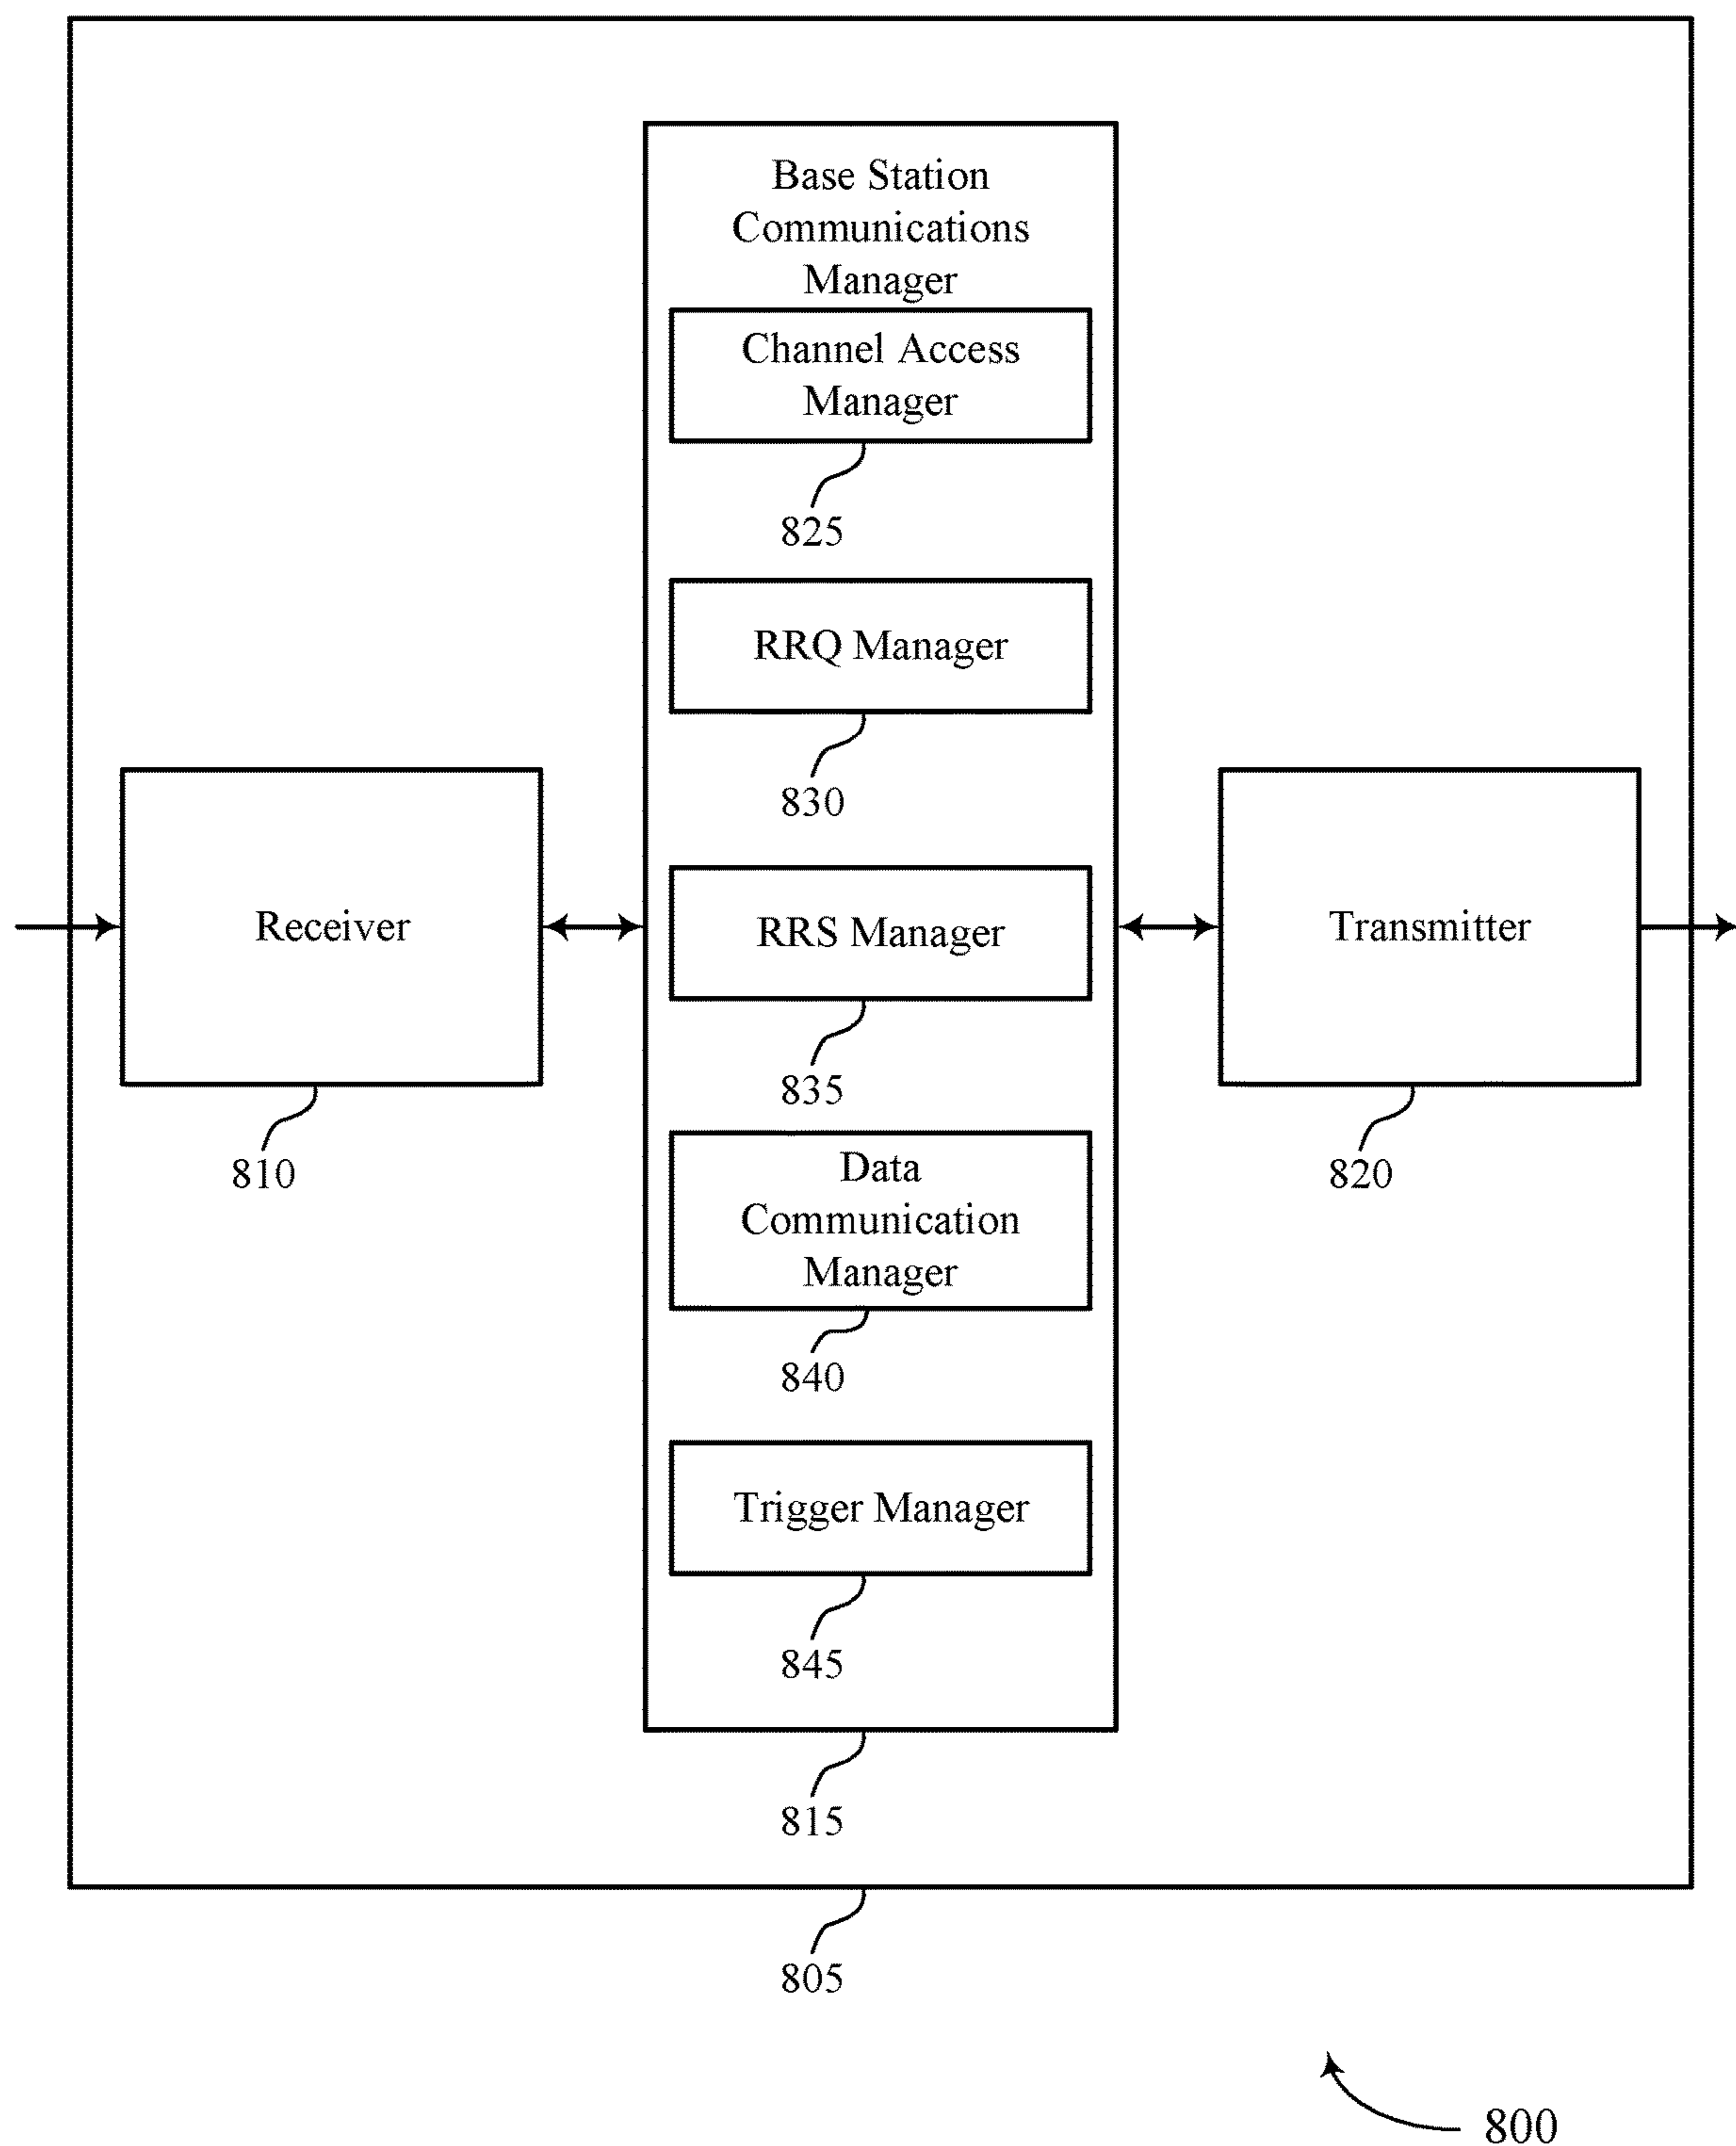 Base Station
Communications
Manager
Channel Access
Manager
825
RRQ Manager
830
Receiver
810
RRS Manager
835
Transmitter
820
Data
Communication
Manager
840
Trigger Manager
845
815
805
800